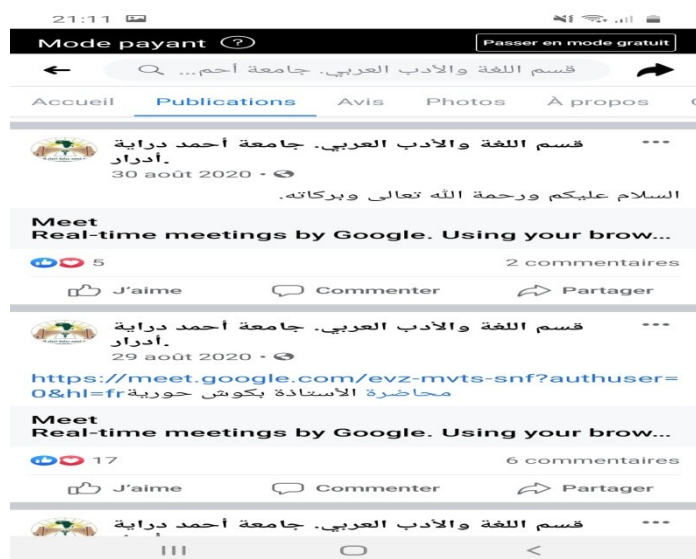 21:11
Mode payant ?
Passer en mode gratuit
قسم اللغة والأدب العربي. جامعة أحم...
Accueil Publications Avis Photos À propos
قسم اللغة والأدب العربي. جامعة أحمد دراية
أدرار.
30 août 2020
السلام عليكم ورحمة الله تعالى وبركاته.
Meet
Real-time meetings by Google. Using your brow...
5 2 commentaires
J'aime Commenter Partager
قسم اللغة والأدب العربي. جامعة أحمد دراية
أدرار.
29 août 2020
https://meet.google.com/evz-mvts-snf?authuser=
0&hl=fr محاضرة الأستاذة بكوش حورية
Meet
Real-time meetings by Google. Using your brow...
17 6 commentaires
J'aime Commenter Partager
قسم اللغة والأدب العربي. جامعة أحمد دراية